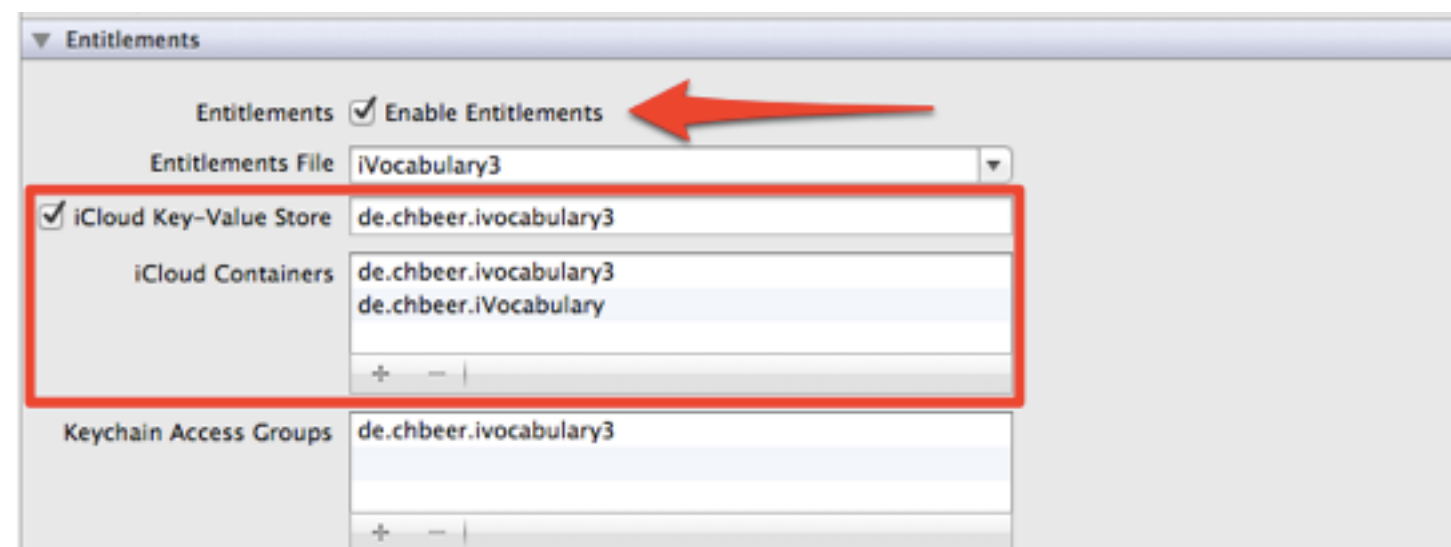 Entitlements
Entitlements Enable Entitlements
Entitlements File iVocabulary3
iCloud Key-Value Store de.chbeer.ivocabulary3
iCloud Containers de.chbeer.ivocabulary3
de.chbeer.iVocabulary
Keychain Access Groups de.chbeer.ivocabulary3